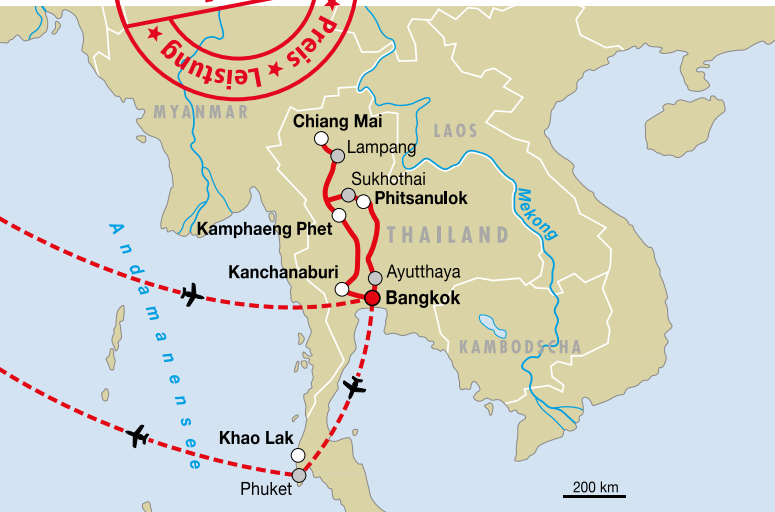 ★ Preis ★ Leistung ★
MYANMAR
Chiang Mai
LAOS
Lampang
Sukhothai
Phitsanulok
Mekong
Kamphaeng Phet
THAILAND
Andamanensee
Kanchanaburi
Ayutthaya
Bangkok
KAMBODSCHA
Khao Lak
Phuket
200 km